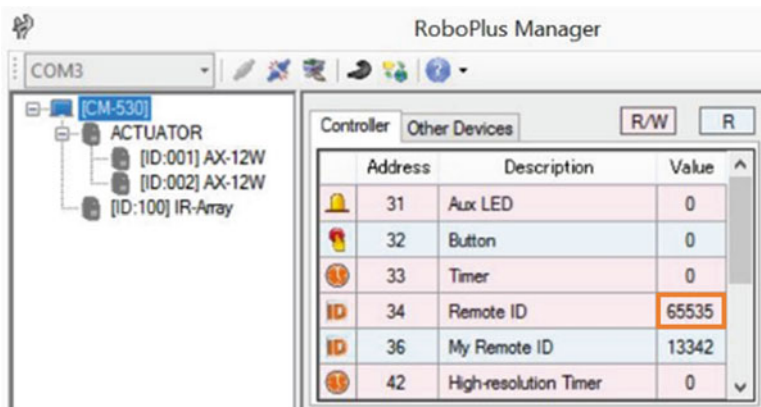 RoboPlus Manager
COM3
[CM-530]
ACTUATOR
[ID:001] AX-12W
[ID:002] AX-12W
[ID:100] IR-Array
Controller Other Devices R/W R
Address Description Value
31 Aux LED 0
32 Button 0
33 Timer 0
ID 34 Remote ID 65535
ID 36 My Remote ID 13342
42 High-resolution Timer 0